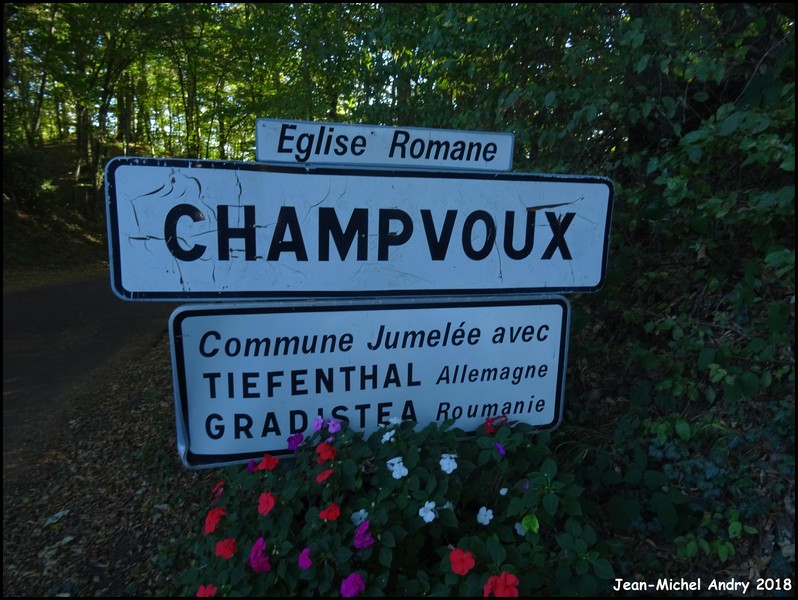 Eglise Romane
CHAMPVOUX
Commune Jumelée avec
TIEFENTHAL Allemagne
GRADISTEA Roumanie
Jean-Michel Andry 2018